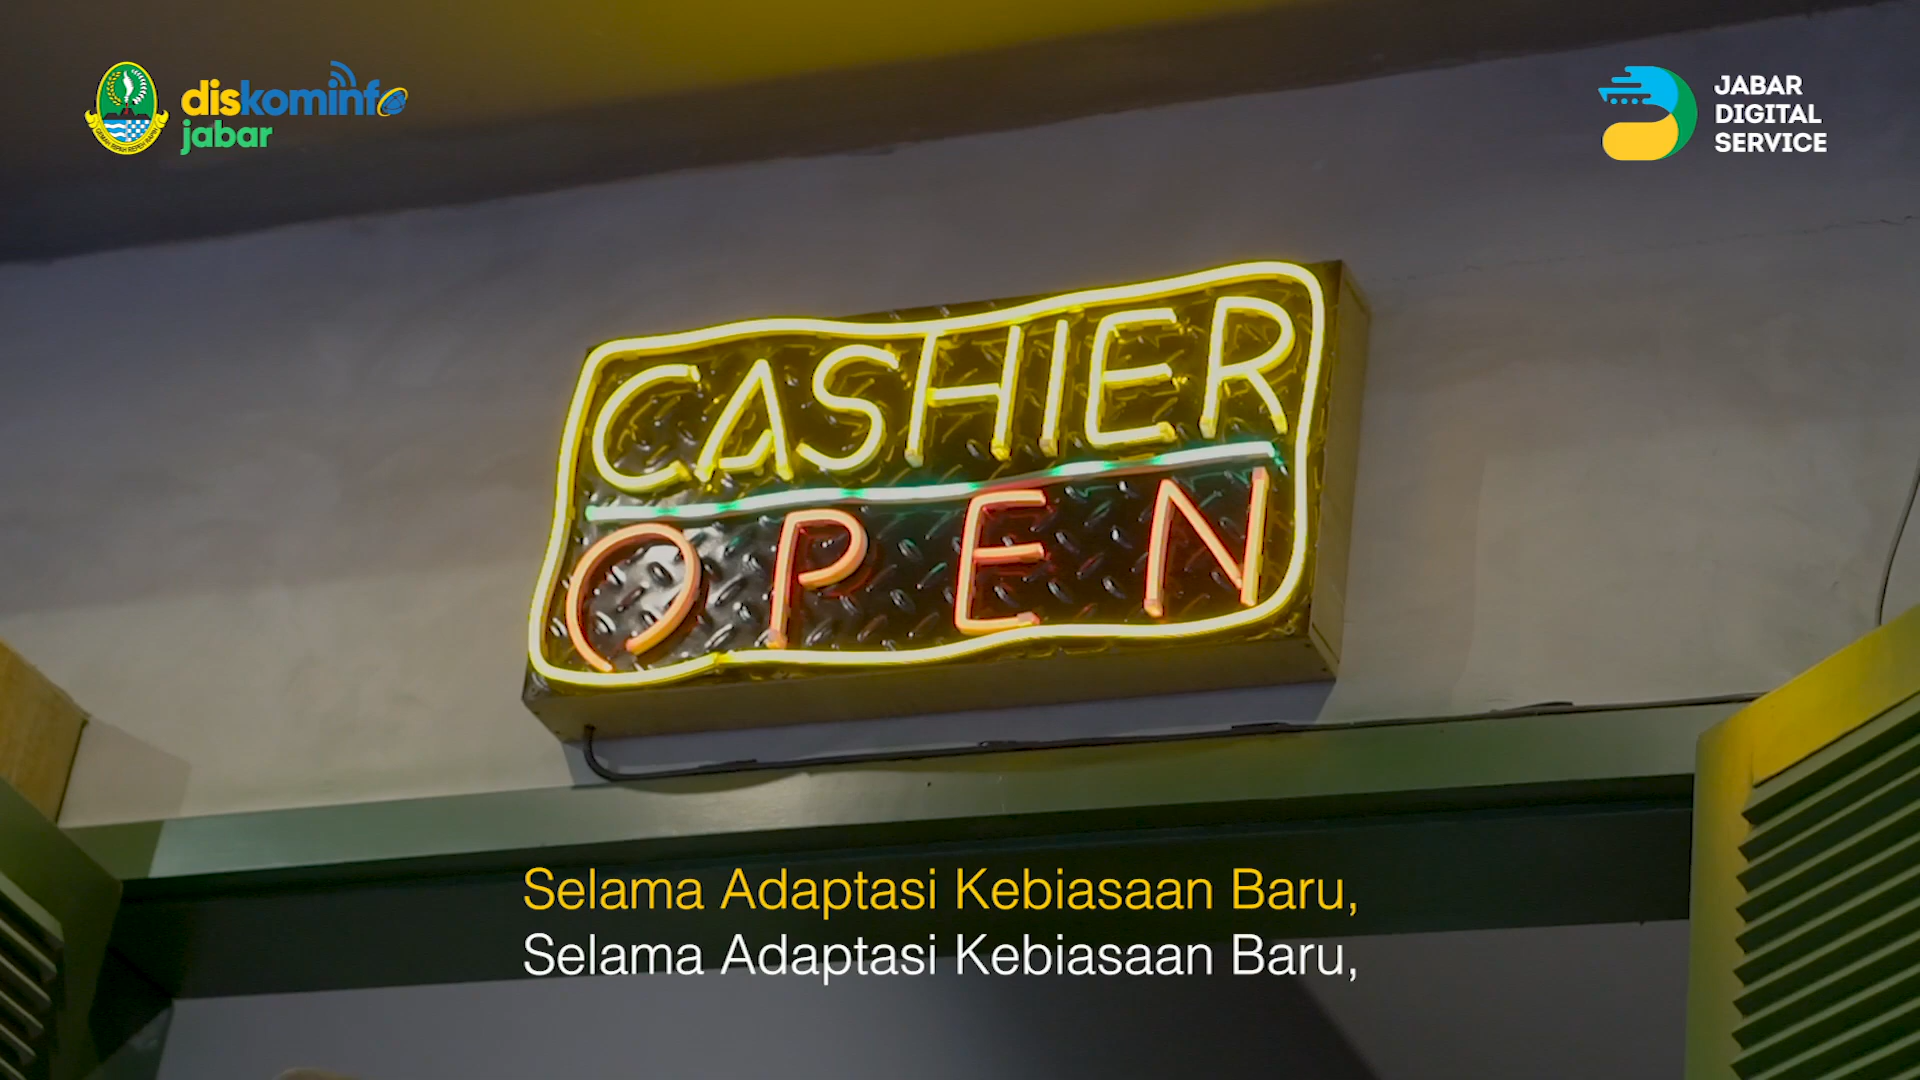 diskominfo
jabar
JABAR
DIGITAL
SERVICE
CASHIER
OPEN
Selama Adaptasi Kebiasaan Baru,
Selama Adaptasi Kebiasaan Baru,